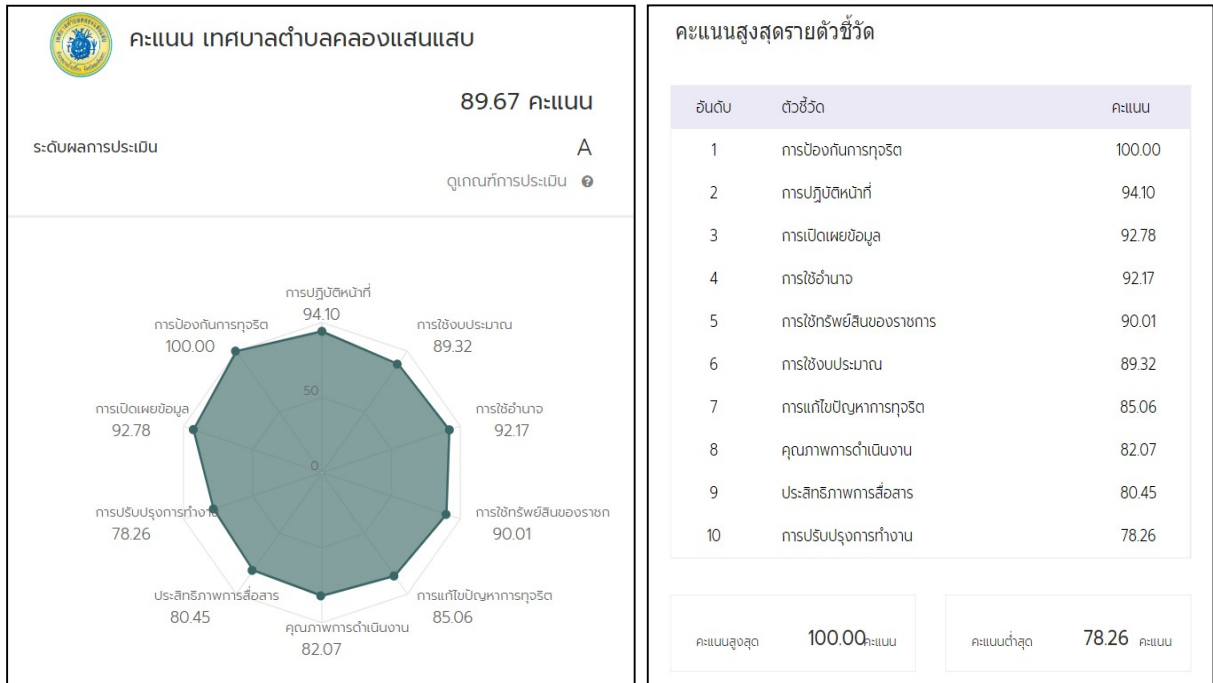 คะแนน เทศบาลตำบลคลองแสนแสบ
89.67 คะแนน
ระดับผลการประเมิน A
ดูเกณฑ์การประเมิน
การปฏิบัติหน้าที่
94.10
การป้องกันการทุจริต
100.00
การใช้งบประมาณ
89.32
50
การเปิดเผยข้อมูล
92.78
การใช้อำนาจ
92.17
0
การปรับปรุงการทำงาน
78.26
การใช้ทรัพย์สินของราชก
90.01
ประสิทธิภาพการสื่อสาร
80.45
การแก้ไขปัญหาการทุจริต
85.06
คุณภาพการดำเนินงาน
82.07
คะแนนสูงสุดรายตัวชี้วัด
อันดับ ตัวชี้วัด คะแนน
1 การป้องกันการทุจริต 100.00
2 การปฏิบัติหน้าที่ 94.10
3 การเปิดเผยข้อมูล 92.78
4 การใช้อำนาจ 92.17
5 การใช้ทรัพย์สินของราชการ 90.01
6 การใช้งบประมาณ 89.32
7 การแก้ไขปัญหาการทุจริต 85.06
8 คุณภาพการดำเนินงาน 82.07
9 ประสิทธิภาพการสื่อสาร 80.45
10 การปรับปรุงการทำงาน 78.26
คะแนนสูงสุด 100.00 คะแนน
คะแนนต่ำสุด 78.26 คะแนน